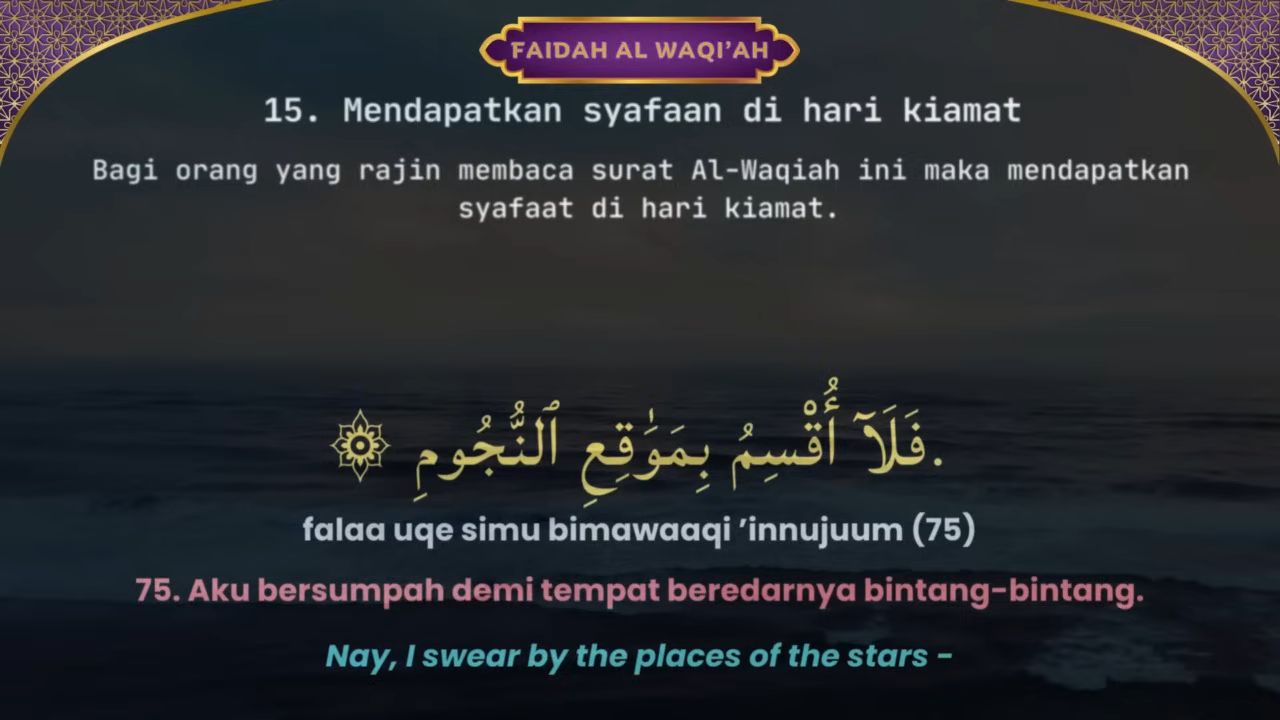 FAIDAH AL WAQI’AH
15. Mendapatkan syafaan di hari kiamat
Bagi orang yang rajin membaca surat Al-Waqiah ini maka mendapatkan
syafaat di hari kiamat.
.فَلَآ أُقْسِمُ بِمَوَٰقِعِ ٱلنُّجُومِ ۞
falaa uqe simu bimawaaqi ’innujuum (75)
75. Aku bersumpah demi tempat beredarnya bintang-bintang.
Nay, I swear by the places of the stars -